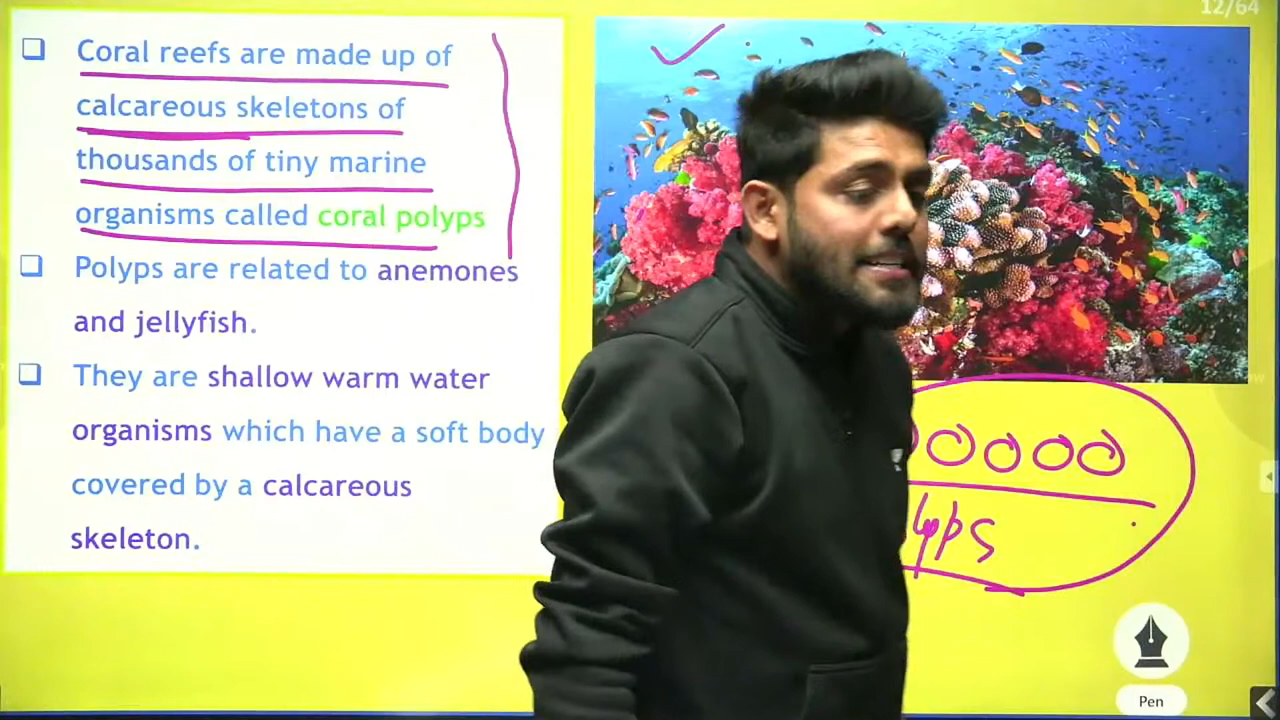 12/64
❑ Coral reefs are made up of
calcareous skeletons of
thousands of tiny marine
organisms called coral polyps
❑ Polyps are related to anemones
and jellyfish.
❑ They are shallow warm water
organisms which have a soft body
covered by a calcareous
skeleton.
yps
Pen